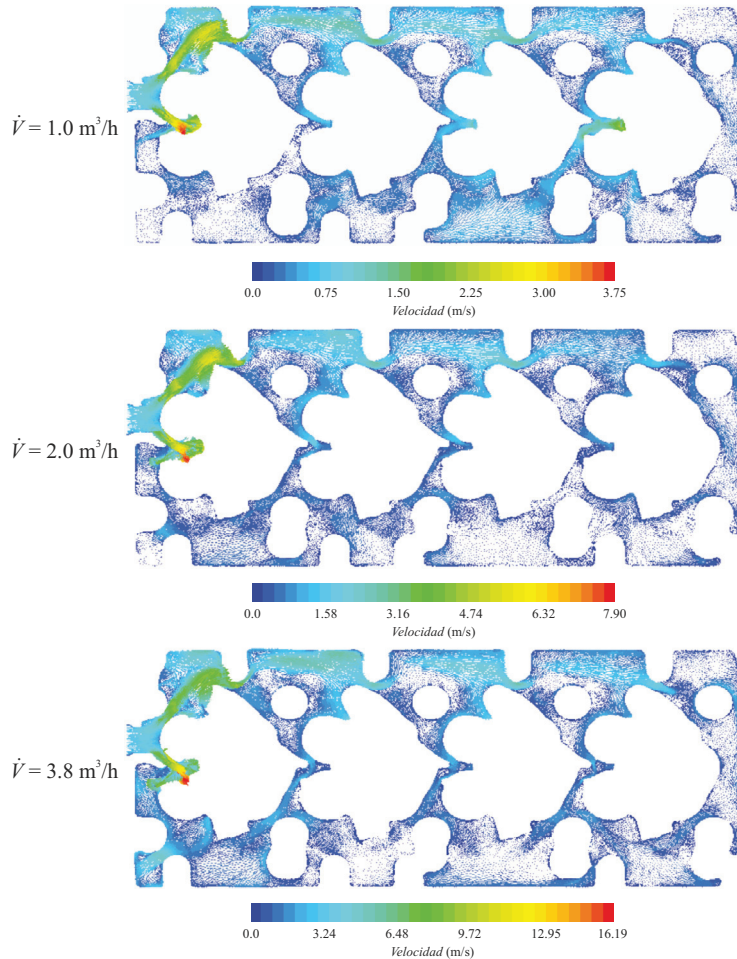 V̇ = 1.0 m³/h
0.0 0.75 1.50 2.25 3.00 3.75
Velocidad (m/s)
V̇ = 2.0 m³/h
0.0 1.58 3.16 4.74 6.32 7.90
Velocidad (m/s)
V̇ = 3.8 m³/h
0.0 3.24 6.48 9.72 12.95 16.19
Velocidad (m/s)